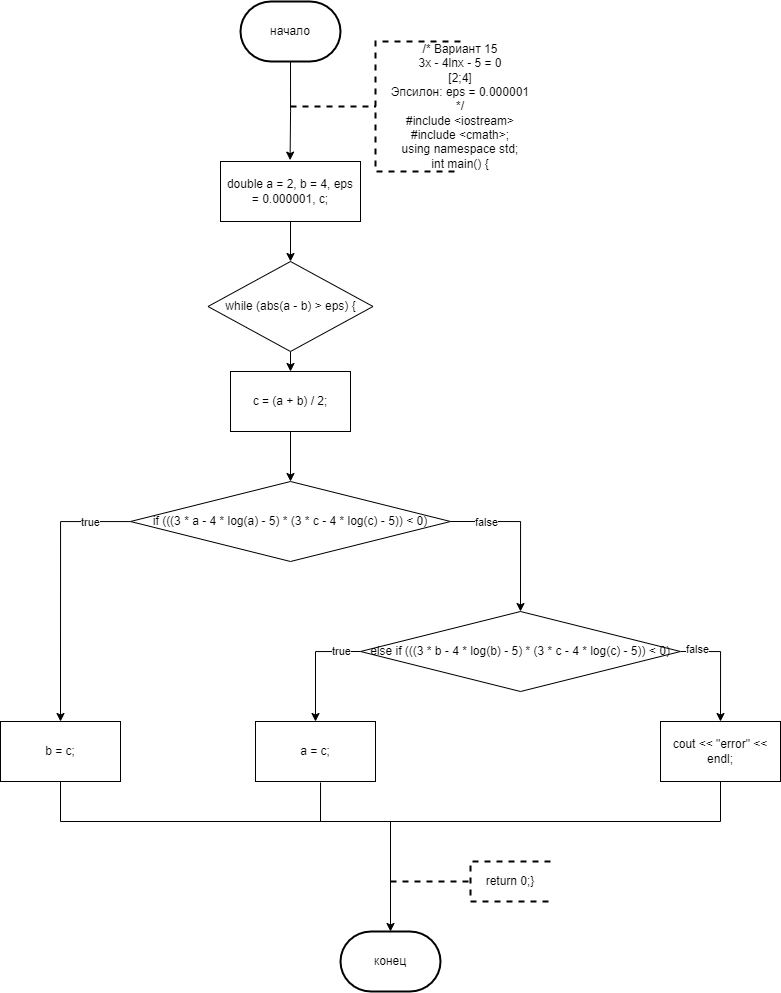 начало
/* Вариант 15
3x - 4lnx - 5 = 0
[2;4]
Эпсилон: eps = 0.000001
*/
#include <iostream>
#include <cmath>;
using namespace std;
int main() {
double a = 2, b = 4, eps
= 0.000001, c;
while (abs(a - b) > eps) {
c = (a + b) / 2;
true
if (((3 * a - 4 * log(a) - 5) * (3 * c - 4 * log(c) - 5)) < 0)
false
true
else if (((3 * b - 4 * log(b) - 5) * (3 * c - 4 * log(c) - 5)) < 0)
false
b = c;
a = c;
cout << "error" <<
endl;
return 0;}
конец